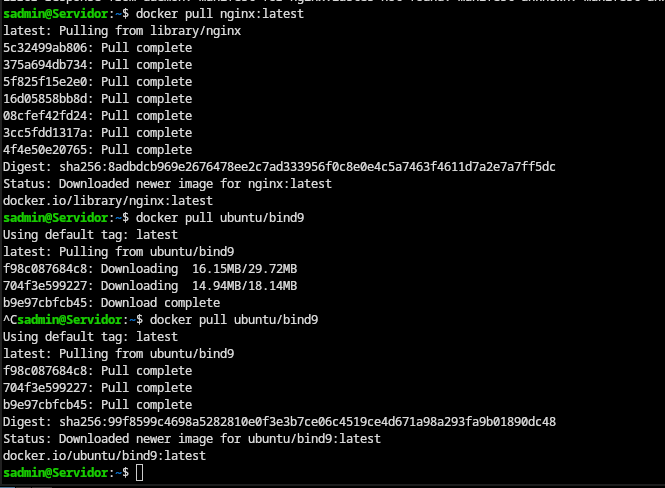 sadmin@Servidor:~$ docker pull nginx:latest
latest: Pulling from library/nginx
5c32499ab806: Pull complete
375a694db734: Pull complete
5f825f15e2e0: Pull complete
16d05858bb8d: Pull complete
08cfef42fd24: Pull complete
3cc5fdd1317a: Pull complete
4f4e50e20765: Pull complete
Digest: sha256:8adbdcb969e2676478ee2c7ad333956f0c8e0e4c5a7463f4611d7a2e7a7ff5dc
Status: Downloaded newer image for nginx:latest
docker.io/library/nginx:latest
sadmin@Servidor:~$ docker pull ubuntu/bind9
Using default tag: latest
latest: Pulling from ubuntu/bind9
f98c087684c8: Downloading  16.15MB/29.72MB
704f3e599227: Downloading  14.94MB/18.14MB
b9e97cbfcb45: Download complete
^Csadmin@Servidor:~$ docker pull ubuntu/bind9
Using default tag: latest
latest: Pulling from ubuntu/bind9
f98c087684c8: Pull complete
704f3e599227: Pull complete
b9e97cbfcb45: Pull complete
Digest: sha256:99f8599c4698a5282810e0f3e3b7ce06c4519ce4d671a98a293fa9b01890dc48
Status: Downloaded newer image for ubuntu/bind9:latest
docker.io/ubuntu/bind9:latest
sadmin@Servidor:~$